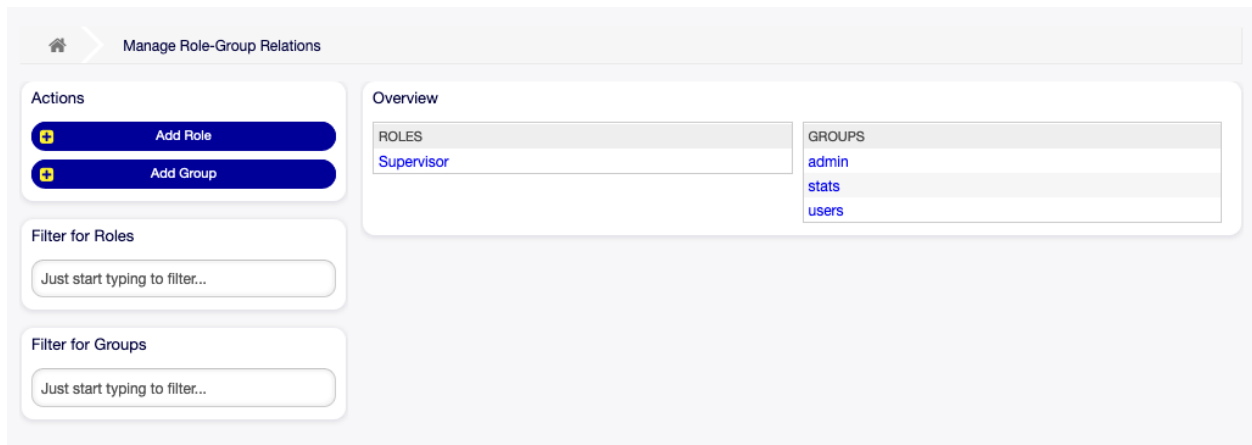 Manage Role-Group Relations
Actions
Add Role
Add Group
Filter for Roles
Just start typing to filter...
Filter for Groups
Just start typing to filter...
Overview
ROLES
Supervisor
GROUPS
admin
stats
users